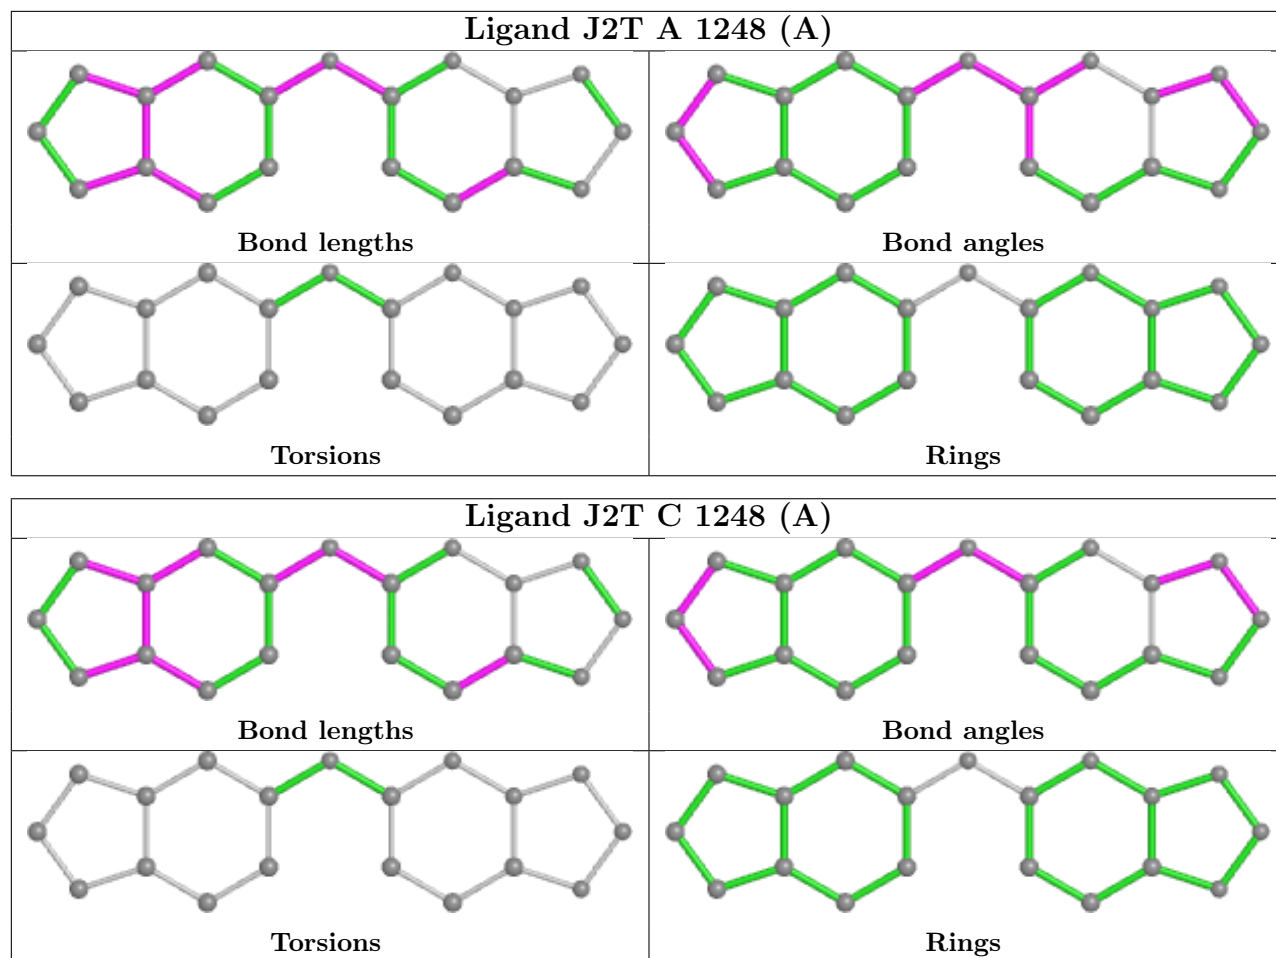 Ligand J2T A 1248 (A)
Bond lengths
Bond angles
Torsions
Rings
Ligand J2T C 1248 (A)
Bond lengths
Bond angles
Torsions
Rings